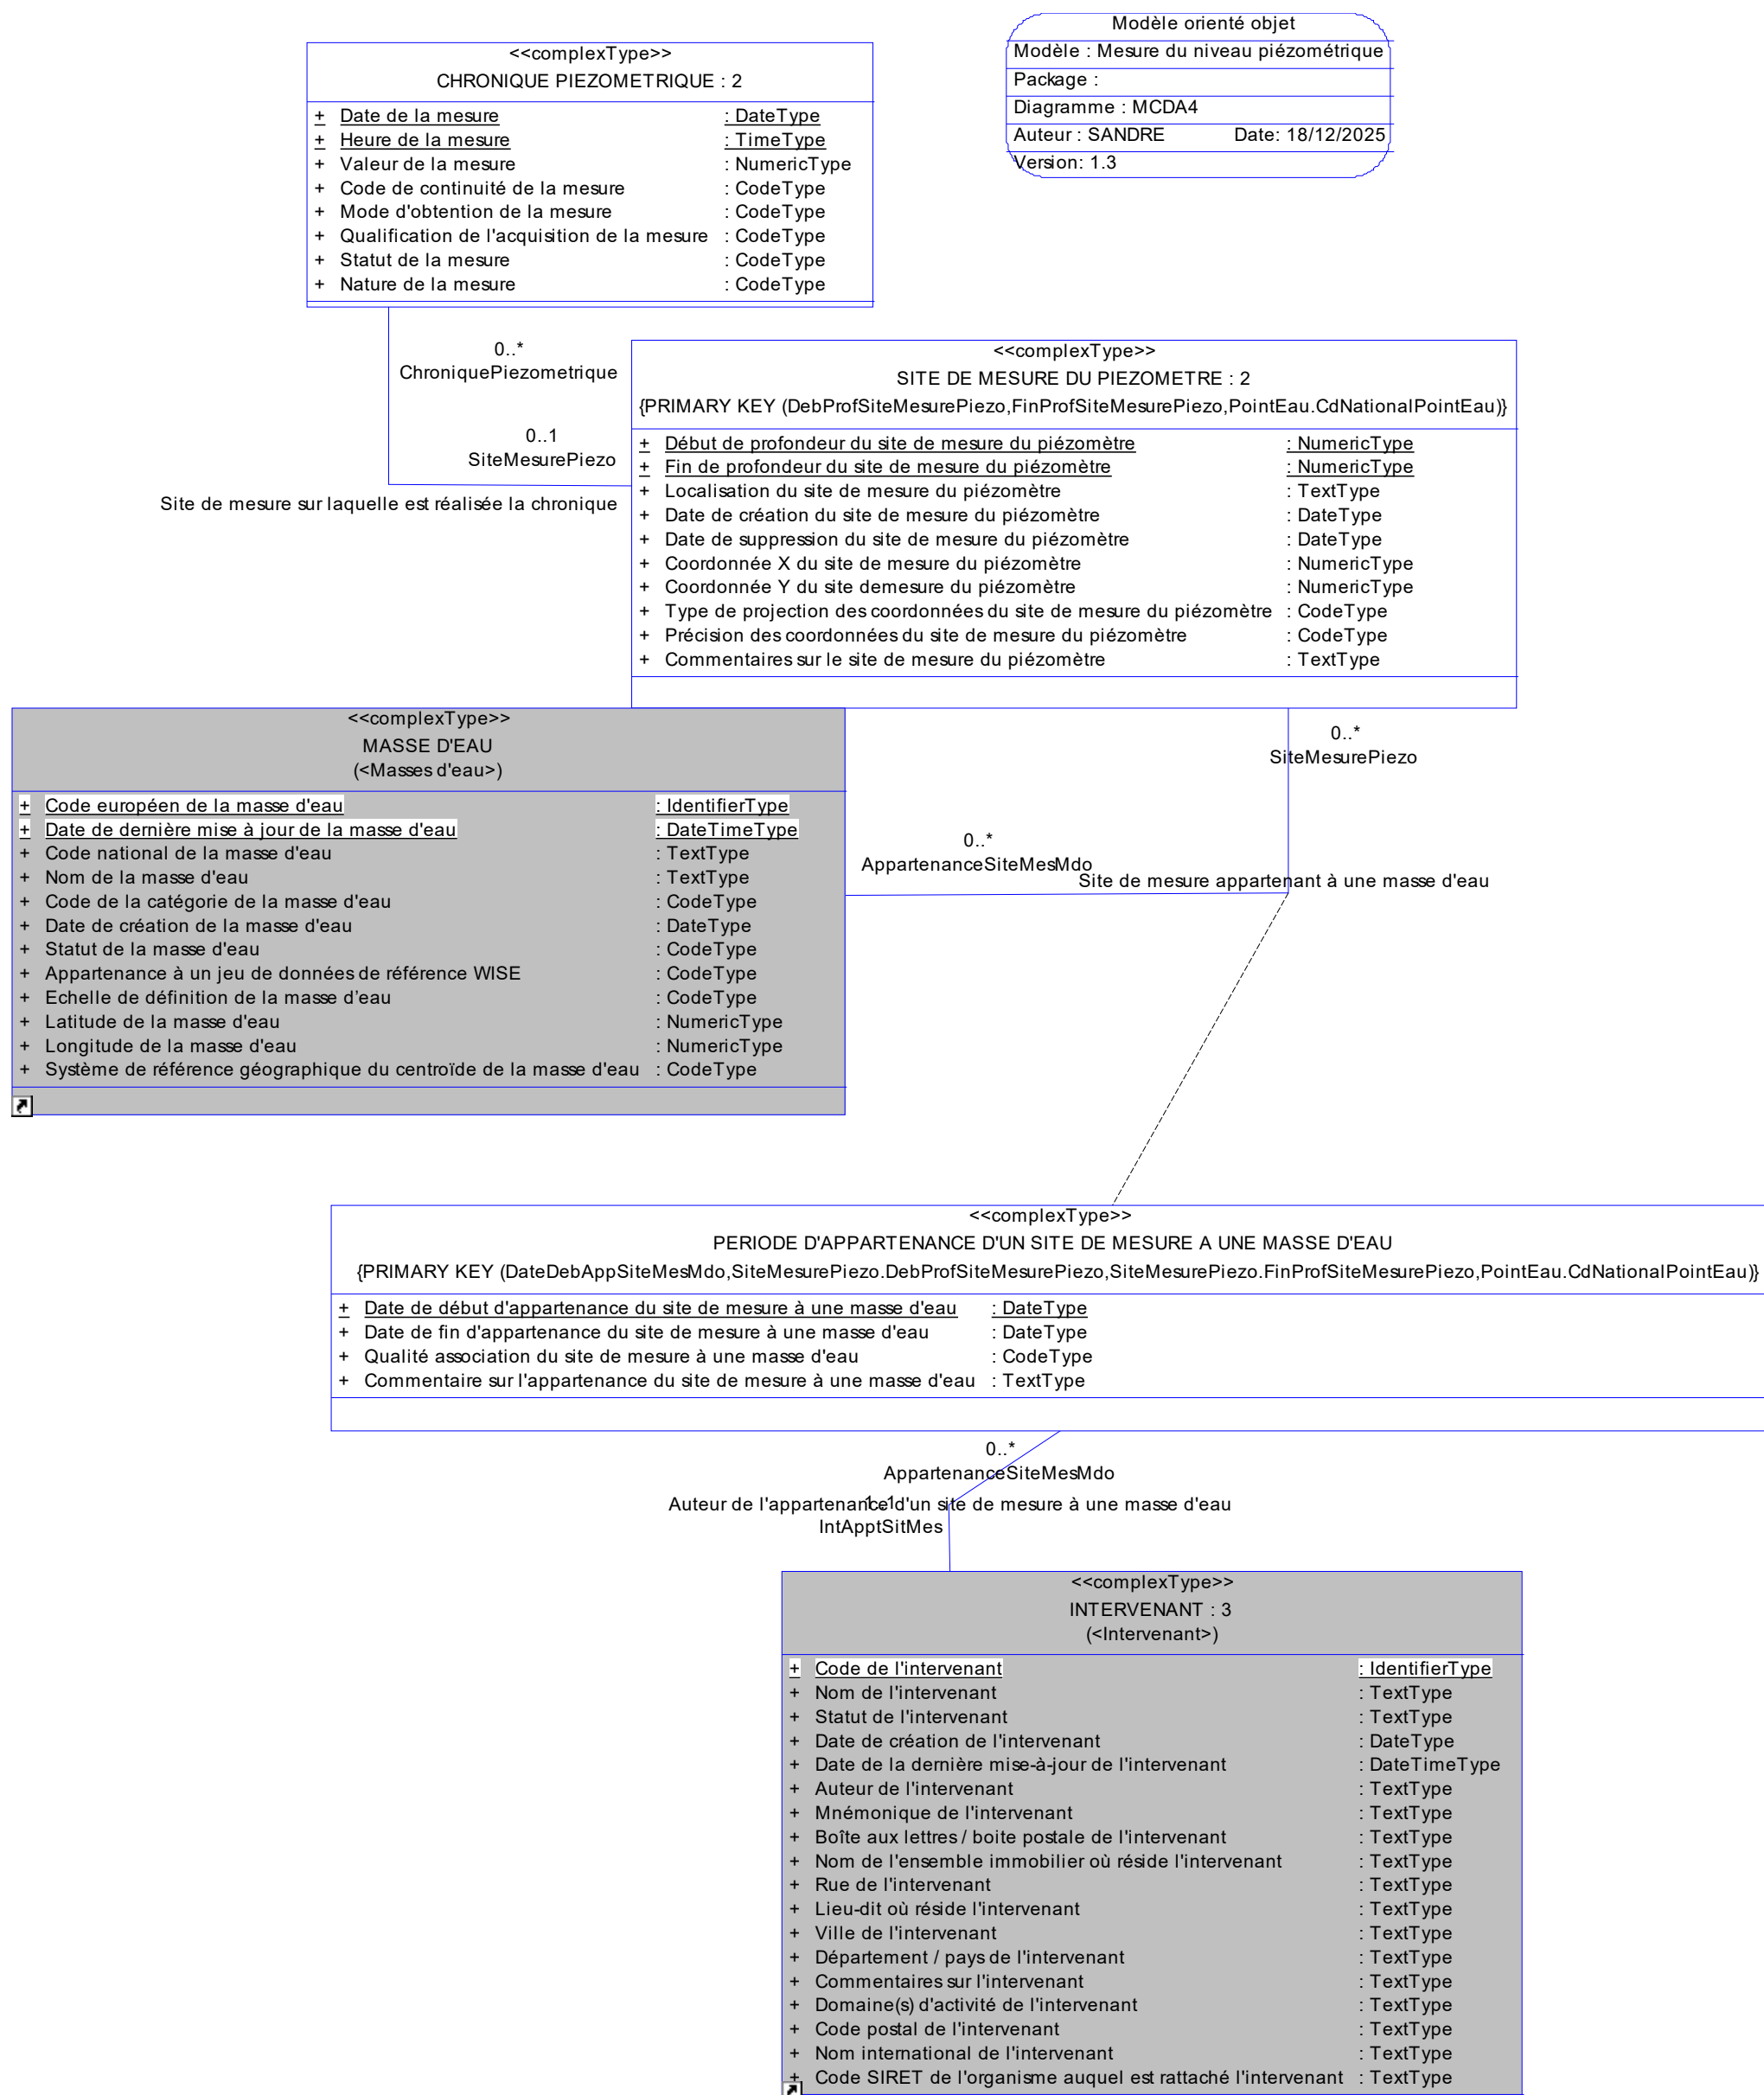 Modèle orienté objet
Modèle : Mesure du niveau piézométrique
Package :
Diagramme : MCDA4
Auteur : SANDRE Date: 18/12/2025
Version: 1.3
<<complexType>>
CHRONIQUE PIEZOMETRIQUE : 2
+ Date de la mesure : DateType
+ Heure de la mesure : TimeType
+ Valeur de la mesure : NumericType
+ Code de continuité de la mesure : CodeType
+ Mode d'obtention de la mesure : CodeType
+ Qualification de l'acquisition de la mesure : CodeType
+ Statut de la mesure : CodeType
+ Nature de la mesure : CodeType
0..*
ChroniquePiezometrique
0..1
SiteMesurePiezo
Site de mesure sur laquelle est réalisée la chronique
<<complexType>>
SITE DE MESURE DU PIEZOMETRE : 2
{PRIMARY KEY (DebProfSiteMesurePiezo,FinProfSiteMesurePiezo,PointEau.CdNationalPointEau)}
+ Début de profondeur du site de mesure du piézomètre : NumericType
+ Fin de profondeur du site de mesure du piézomètre : NumericType
+ Localisation du site de mesure du piézomètre : TextType
+ Date de création du site de mesure du piézomètre : DateType
+ Date de suppression du site de mesure du piézomètre : DateType
+ Coordonnée X du site de mesure du piézomètre : NumericType
+ Coordonnée Y du site demesure du piézomètre : NumericType
+ Type de projection des coordonnées du site de mesure du piézomètre : CodeType
+ Précision des coordonnées du site de mesure du piézomètre : CodeType
+ Commentaires sur le site de mesure du piézomètre : TextType
<<complexType>>
MASSE D'EAU
(<Masses d'eau>)
+ Code européen de la masse d'eau : IdentifierType
+ Date de dernière mise à jour de la masse d'eau : DateTimeType
+ Code national de la masse d'eau : TextType
+ Nom de la masse d'eau : TextType
+ Code de la catégorie de la masse d'eau : CodeType
+ Date de création de la masse d'eau : DateType
+ Statut de la masse d'eau : CodeType
+ Appartenance à un jeu de données de référence WISE : CodeType
+ Echelle de définition de la masse d'eau : CodeType
+ Latitude de la masse d'eau : NumericType
+ Longitude de la masse d'eau : NumericType
+ Système de référence géographique du centroïde de la masse d'eau : CodeType
0..*
SiteMesurePiezo
0..*
AppartenanceSiteMesMdo
Site de mesure appartenant à une masse d'eau
<<complexType>>
PERIODE D'APPARTENANCE D'UN SITE DE MESURE A UNE MASSE D'EAU
{PRIMARY KEY (DateDebAppSiteMesMdo,SiteMesurePiezo.DebProfSiteMesurePiezo,SiteMesurePiezo.FinProfSiteMesurePiezo,PointEau.CdNationalPointEau)}
+ Date de début d'appartenance du site de mesure à une masse d'eau : DateType
+ Date de fin d'appartenance du site de mesure à une masse d'eau : DateType
+ Qualité association du site de mesure à une masse d'eau : CodeType
+ Commentaire sur l'appartenance du site de mesure à une masse d'eau : TextType
0..*
AppartenanceSiteMesMdo
Auteur de l'appartenance d'un site de mesure à une masse d'eau
1..1
IntApptSitMes
<<complexType>>
INTERVENANT : 3
(<Intervenant>)
+ Code de l'intervenant : IdentifierType
+ Nom de l'intervenant : TextType
+ Statut de l'intervenant : TextType
+ Date de création de l'intervenant : DateType
+ Date de la dernière mise-à-jour de l'intervenant : DateTimeType
+ Auteur de l'intervenant : TextType
+ Mnémonique de l'intervenant : TextType
+ Boîte aux lettres / boite postale de l'intervenant : TextType
+ Nom de l'ensemble immobilier où réside l'intervenant : TextType
+ Rue de l'intervenant : TextType
+ Lieu-dit où réside l'intervenant : TextType
+ Ville de l'intervenant : TextType
+ Département / pays de l'intervenant : TextType
+ Commentaires sur l'intervenant : TextType
+ Domaine(s) d'activité de l'intervenant : TextType
+ Code postal de l'intervenant : TextType
+ Nom international de l'intervenant : TextType
+ Code SIRET de l'organisme auquel est rattaché l'intervenant : TextType